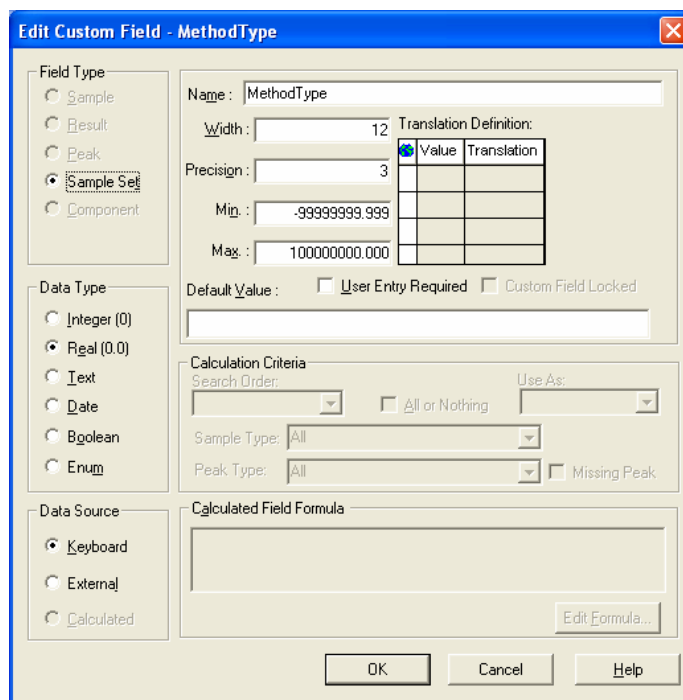 Edit Custom Field - MethodType
Field Type
Sample
Result
Peak
Sample Set
Component
Name : MethodType
Width : 12
Precision : 3
Min. : -99999999.999
Max. : 100000000.000
Translation Definition:
Value Translation
Default Value : User Entry Required Custom Field Locked
Data Type
Integer (0)
Real (0.0)
Text
Date
Boolean
Enum
Calculation Criteria
Search Order: Use As:
All or Nothing
Sample Type: All
Peak Type: All Missing Peak
Data Source
Keyboard
External
Calculated
Calculated Field Formula
Edit Formula...
OK Cancel Help